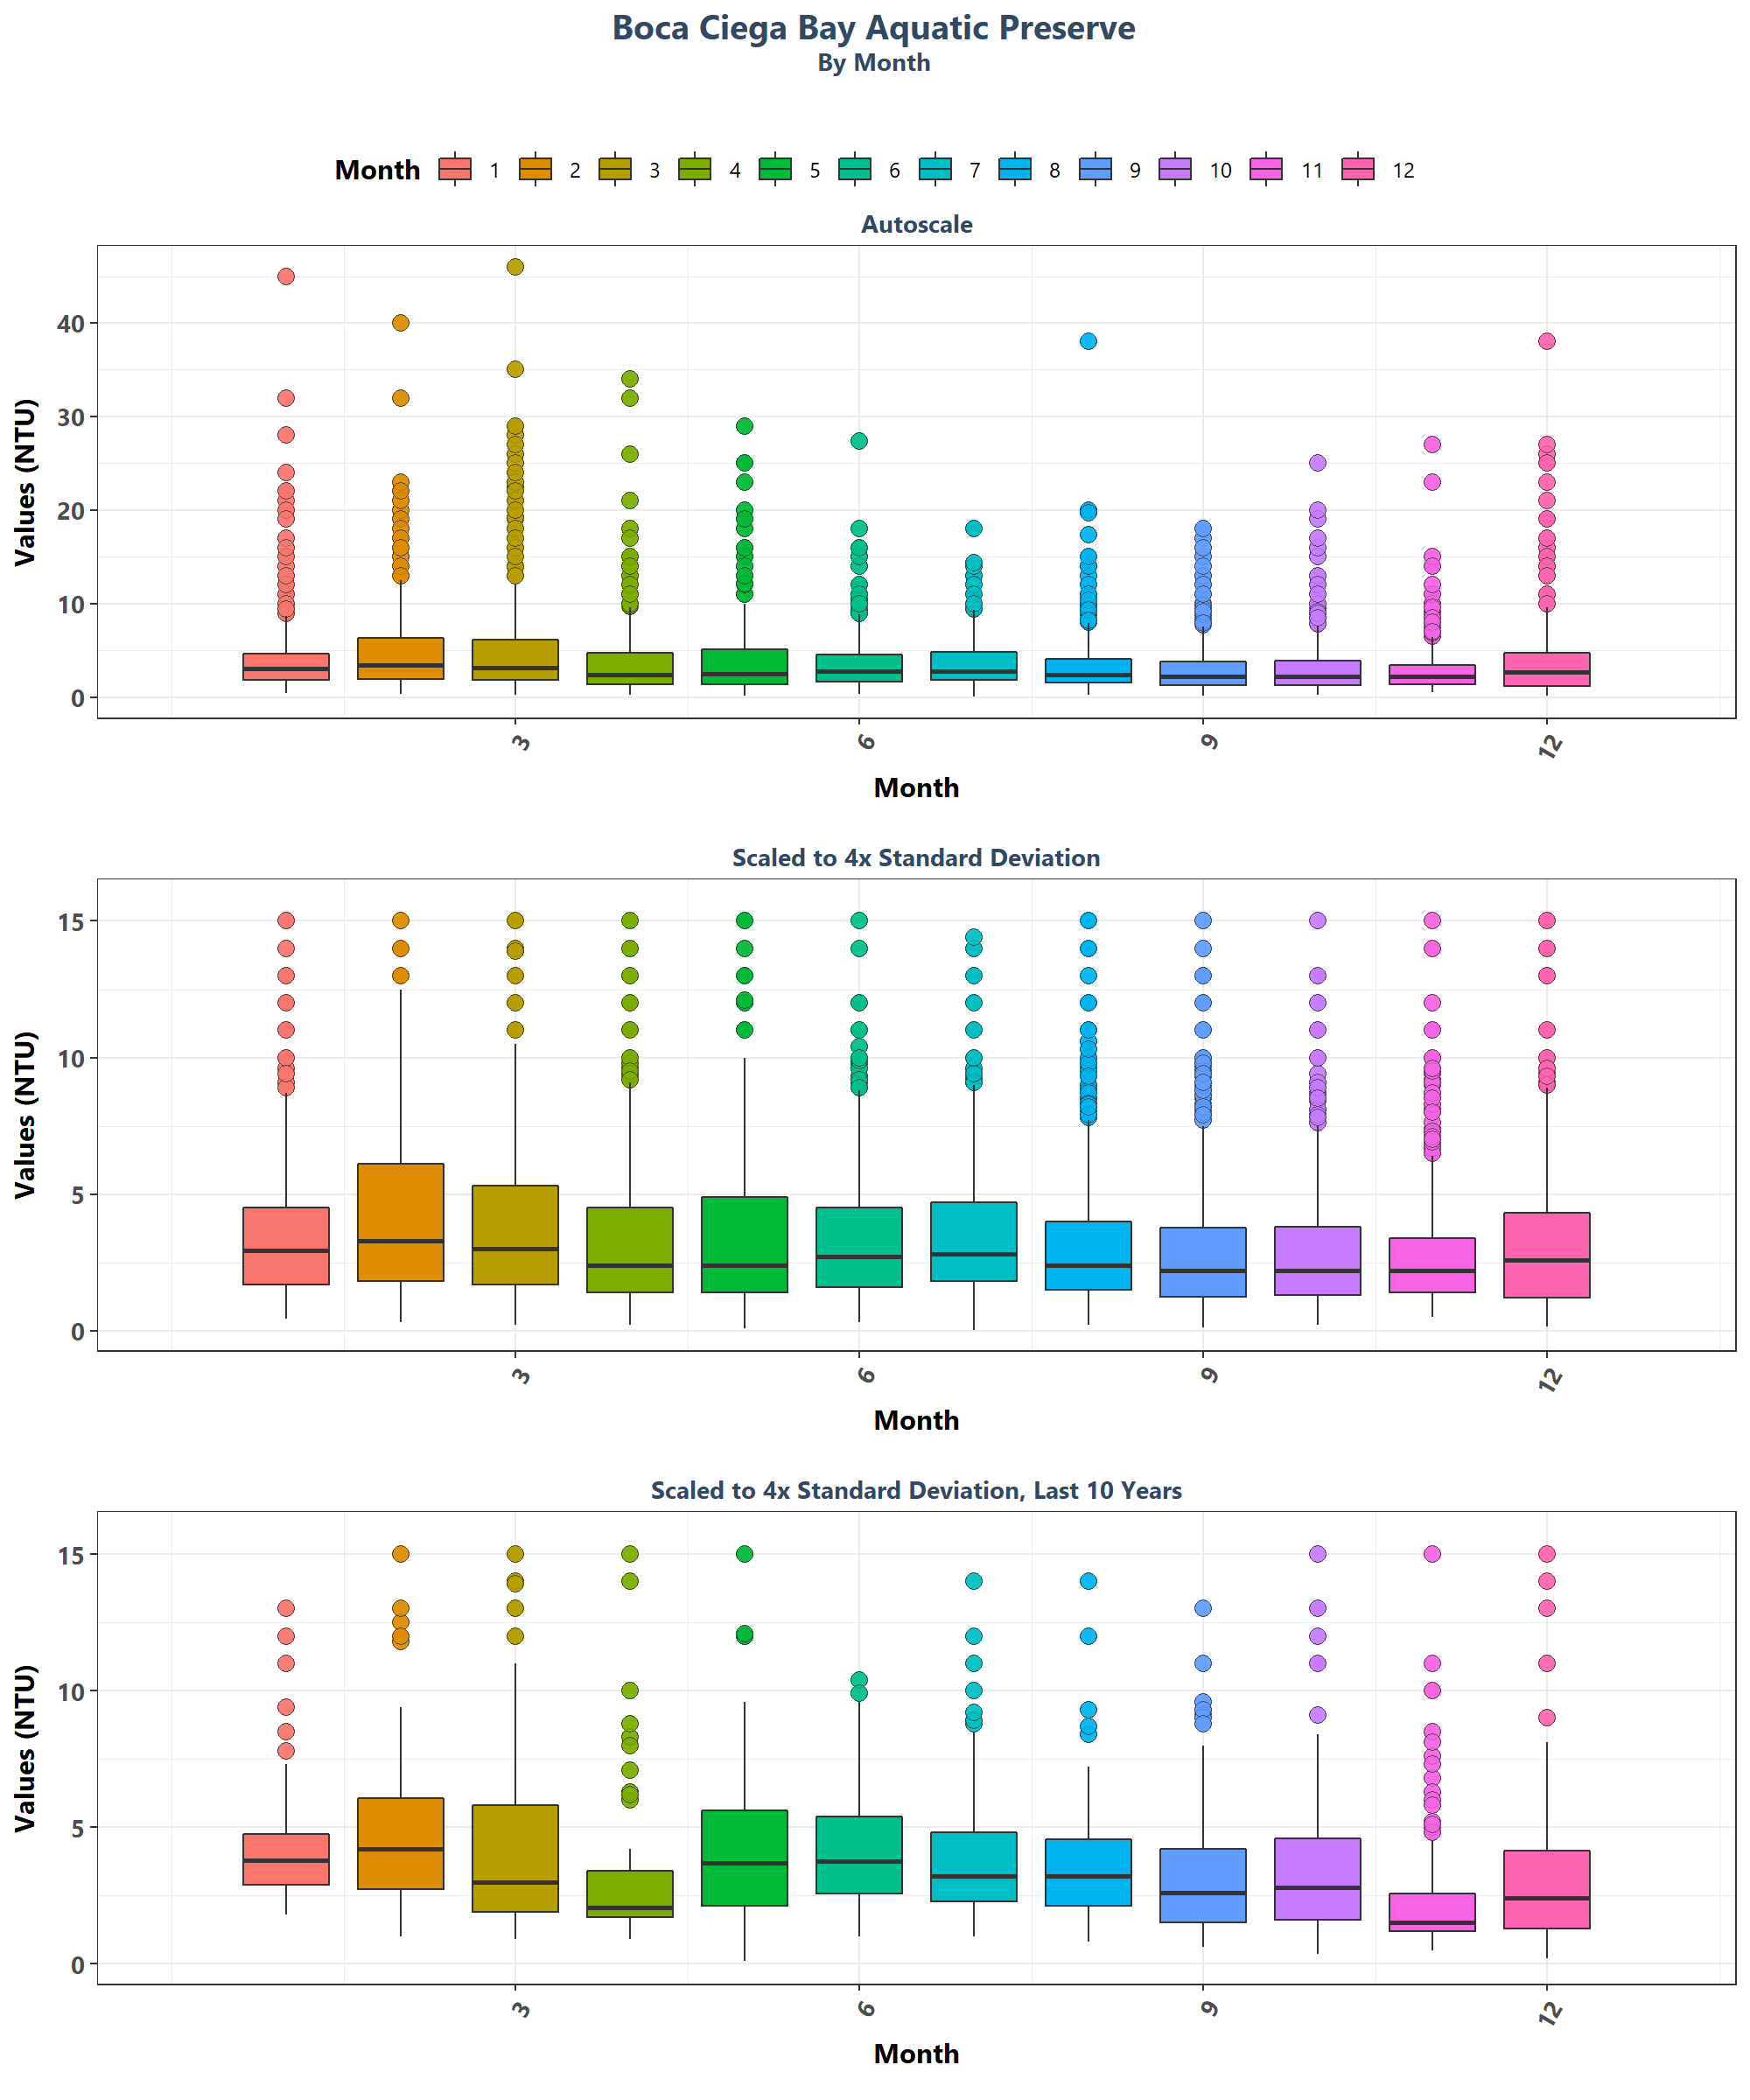 Boca Ciega Bay Aquatic Preserve
By Month
Month 1 2 3 4 5 6 7 8 9 10 11 12
Autoscale
Values (NTU)
40
30
20
10
0
3 6 9 12
Month
Scaled to 4x Standard Deviation
Values (NTU)
15
10
5
0
3 6 9 12
Month
Scaled to 4x Standard Deviation, Last 10 Years
Values (NTU)
15
10
5
0
3 6 9 12
Month